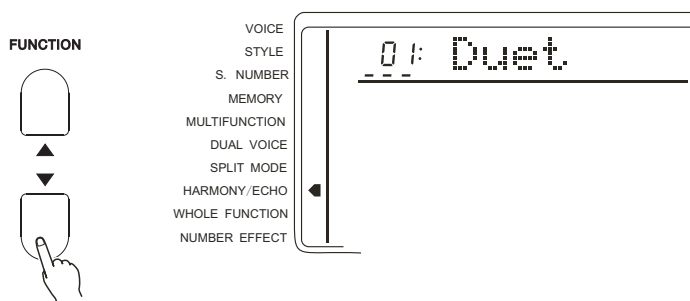 FUNCTION
VOICE
STYLE
S. NUMBER
MEMORY
MULTIFUNCTION
DUAL VOICE
SPLIT MODE
HARMONY/ECHO
WHOLE FUNCTION
NUMBER EFFECT
01: Duet